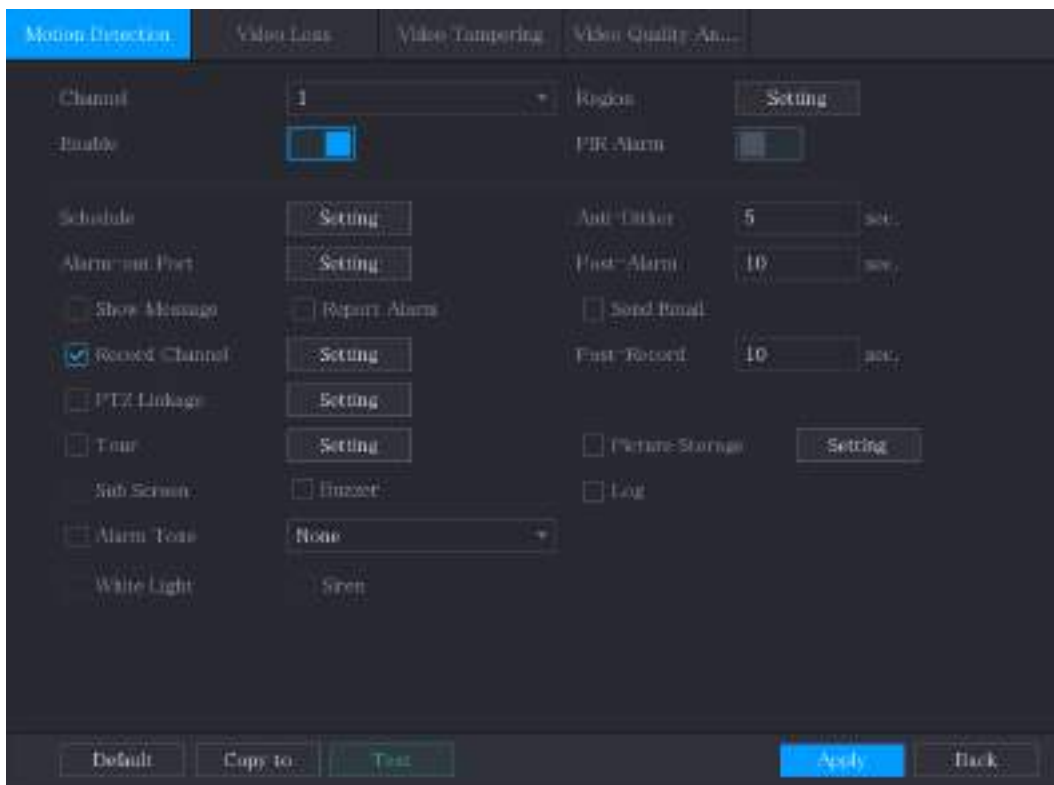 Motion Detection Video Loss Video Tampering Video Quality An....
Channel 1 Region Setting
Enable PIR Alarm
Schedule Setting Anti-Dither 5 sec.
Alarm-out Port Setting Post-Alarm 10 sec.
Show Message Report Alarm Send Email
Record Channel Setting Post-Record 10 sec.
PTZ Linkage Setting
Tour Setting Picture Storage Setting
Sub Screen Buzzer Log
Alarm Tone None
White Light Siren
Default Copy to Test Apply Back